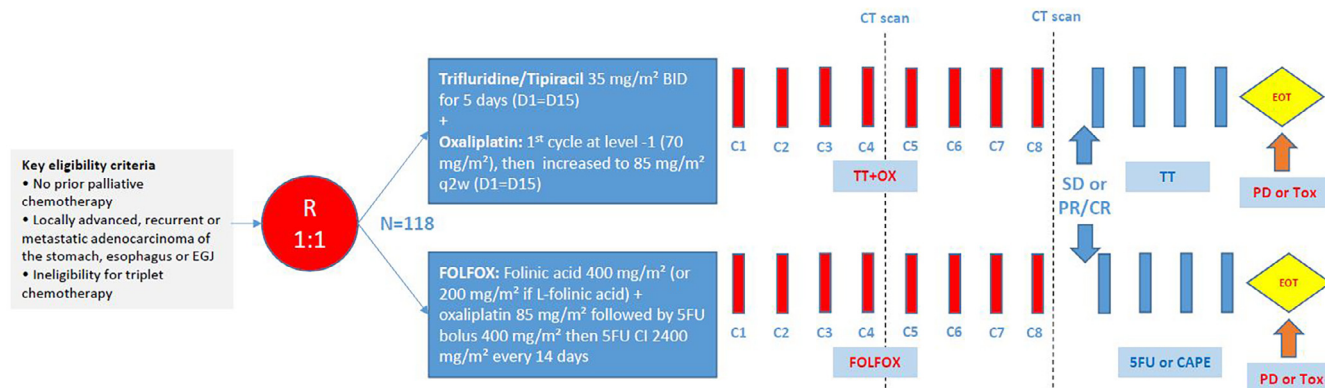 Key eligibility criteria
• No prior palliative
chemotherapy
• Locally advanced, recurrent or
metastatic adenocarcinoma of
the stomach, esophagus or EGJ
• Ineligibility for triplet
chemotherapy
R
1:1
N=118
Trifluridine/Tipiracil 35 mg/m² BID
for 5 days (D1=D15)
+
Oxaliplatin: 1st cycle at level -1 (70
mg/m²), then increased to 85 mg/m²
q2w (D1=D15)
FOLFOX: Folinic acid 400 mg/m² (or
200 mg/m² if L-folinic acid) +
oxaliplatin 85 mg/m² followed by 5FU
bolus 400 mg/m² then 5FU CI 2400
mg/m² every 14 days
CT scan
CT scan
C1 C2 C3 C4 C5 C6 C7 C8
TT+OX
SD or
PR/CR
TT
EOT
PD or Tox
C1 C2 C3 C4 C5 C6 C7 C8
FOLFOX
5FU or CAPE
EOT
PD or Tox